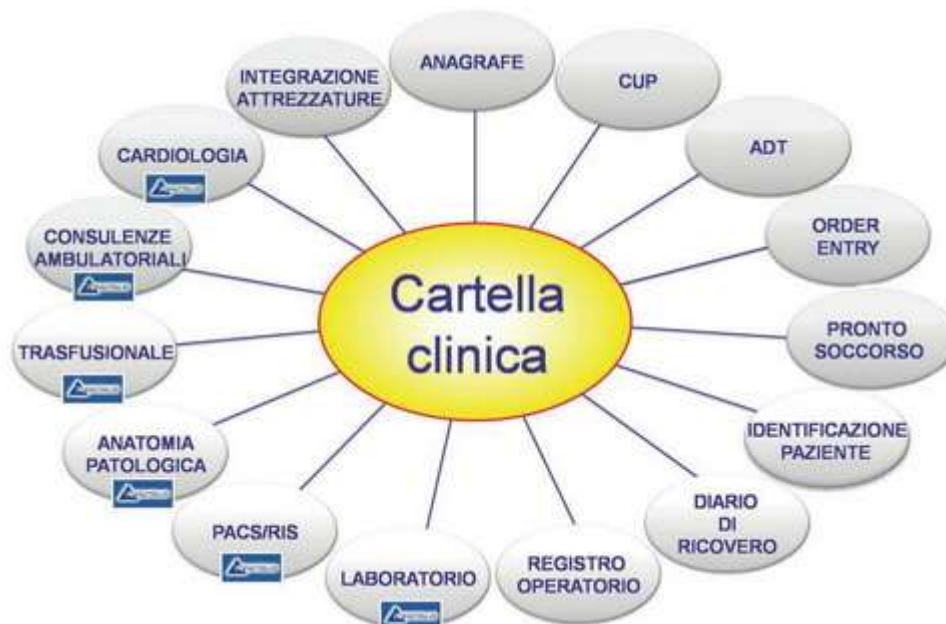 ANAGRAFE
CUP
ADT
ORDER
ENTRY
PRONTO
SOCCORSO
IDENTIFICAZIONE
PAZIENTE
DIARIO
DI
RICOVERO
REGISTRO
OPERATORIO
LABORATORIO
PACS/RIS
ANATOMIA
PATOLOGICA
TRASFUSIONALE
CONSULENZE
AMBULATORIALI
CARDIOLOGIA
INTEGRAZIONE
ATTREZZATURE
Cartella
clinica